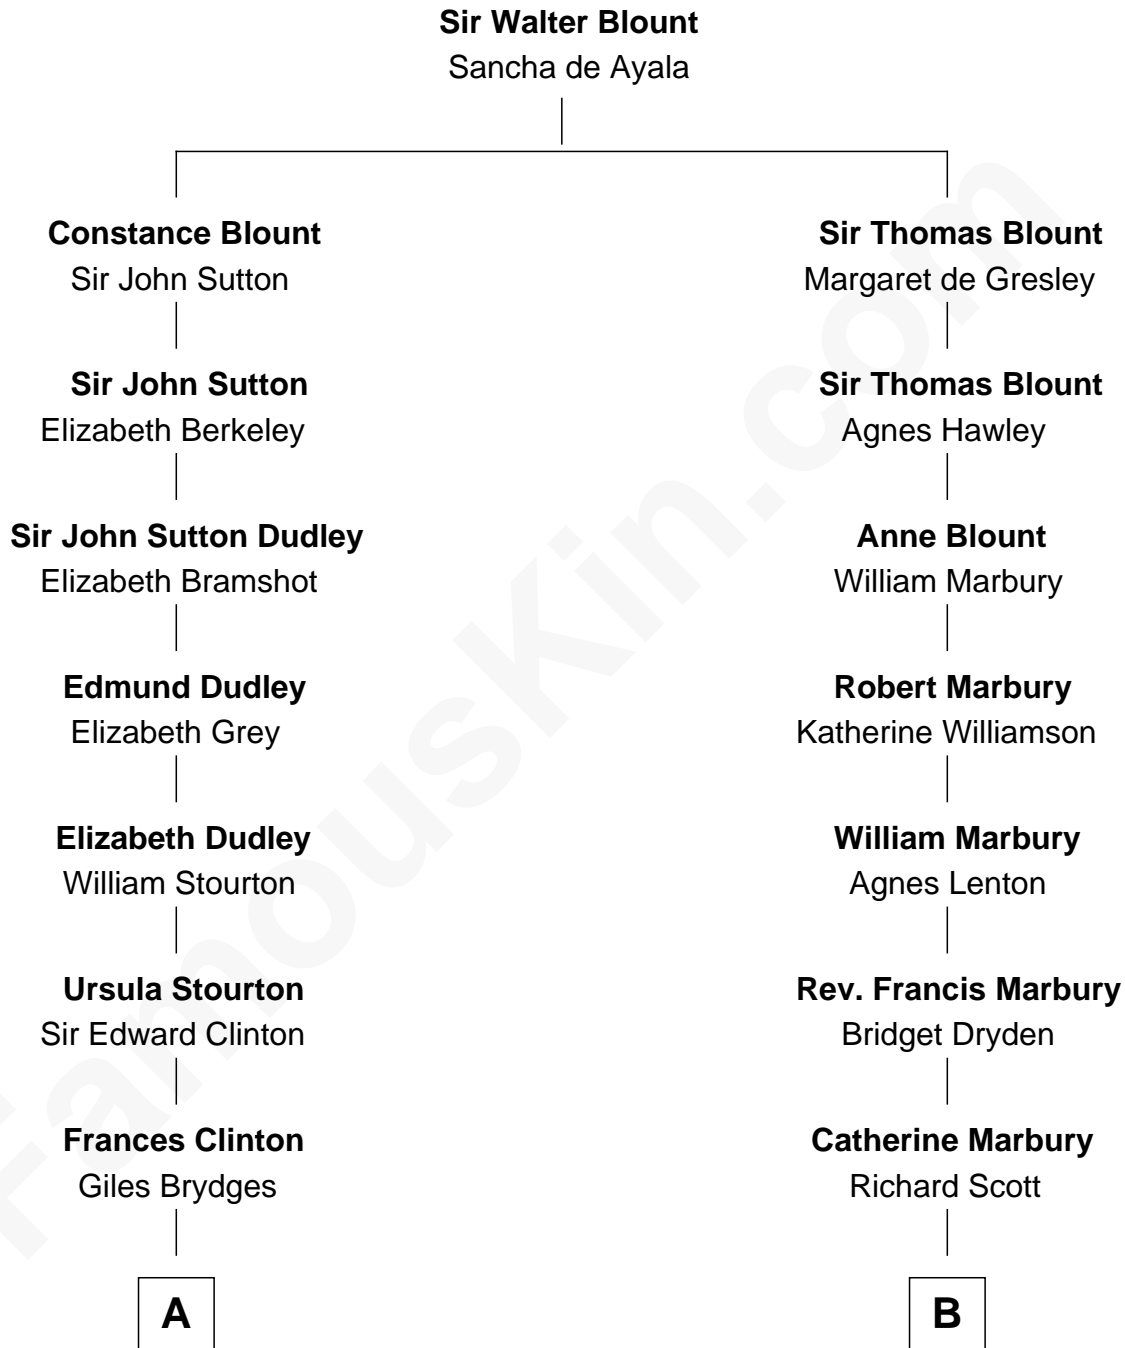 Sir Walter Blount
Sancha de Ayala
Constance Blount
Sir John Sutton
Sir John Sutton
Elizabeth Berkeley
Sir John Sutton Dudley
Elizabeth Bramshot
Edmund Dudley
Elizabeth Grey
Elizabeth Dudley
William Stourton
Ursula Stourton
Sir Edward Clinton
Frances Clinton
Giles Brydges
A
Sir Thomas Blount
Margaret de Gresley
Sir Thomas Blount
Agnes Hawley
Anne Blount
William Marbury
Robert Marbury
Katherine Williamson
William Marbury
Agnes Lenton
Rev. Francis Marbury
Bridget Dryden
Catherine Marbury
Richard Scott
B
FamousKin.com